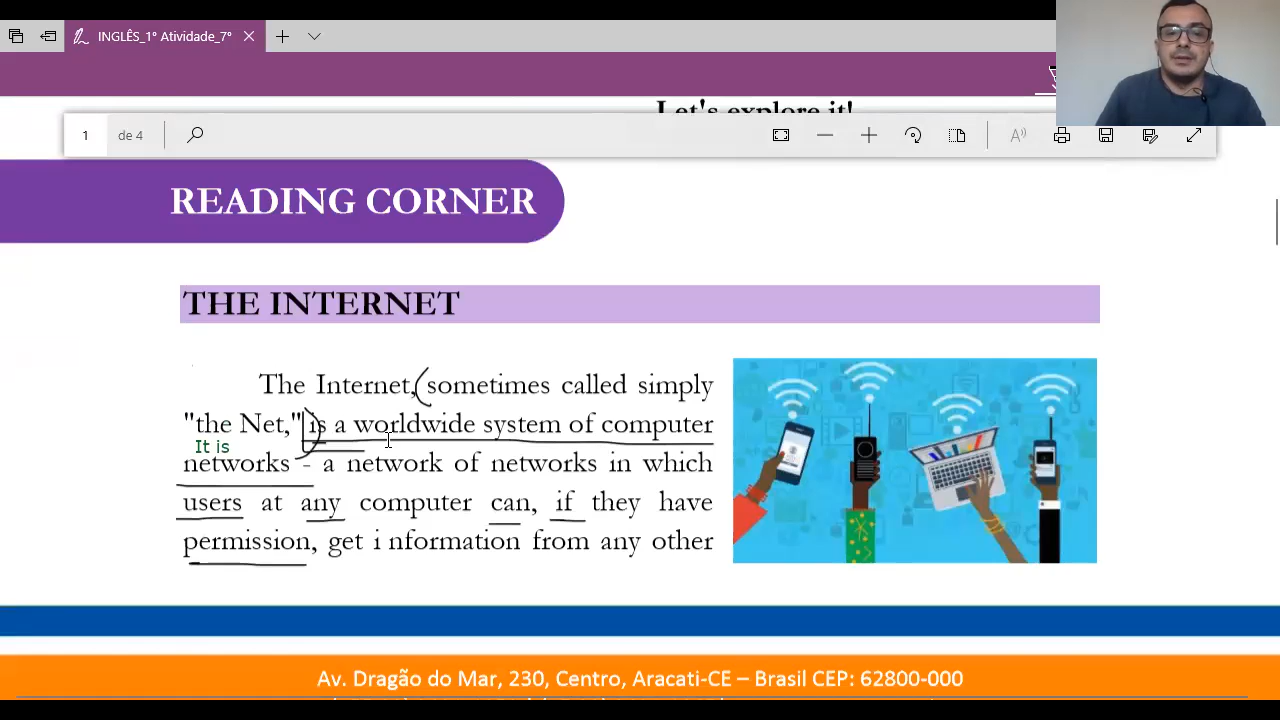 INGLÊS_1º Atividade_7°
Let's explore it!
1 de 4
READING CORNER
THE INTERNET
The Internet, sometimes called simply
"the Net," is a worldwide system of computer
It is
networks - a network of networks in which
users at any computer can, if they have
permission, get i nformation from any other
Av. Dragão do Mar, 230, Centro, Aracati-CE – Brasil CEP: 62800-000